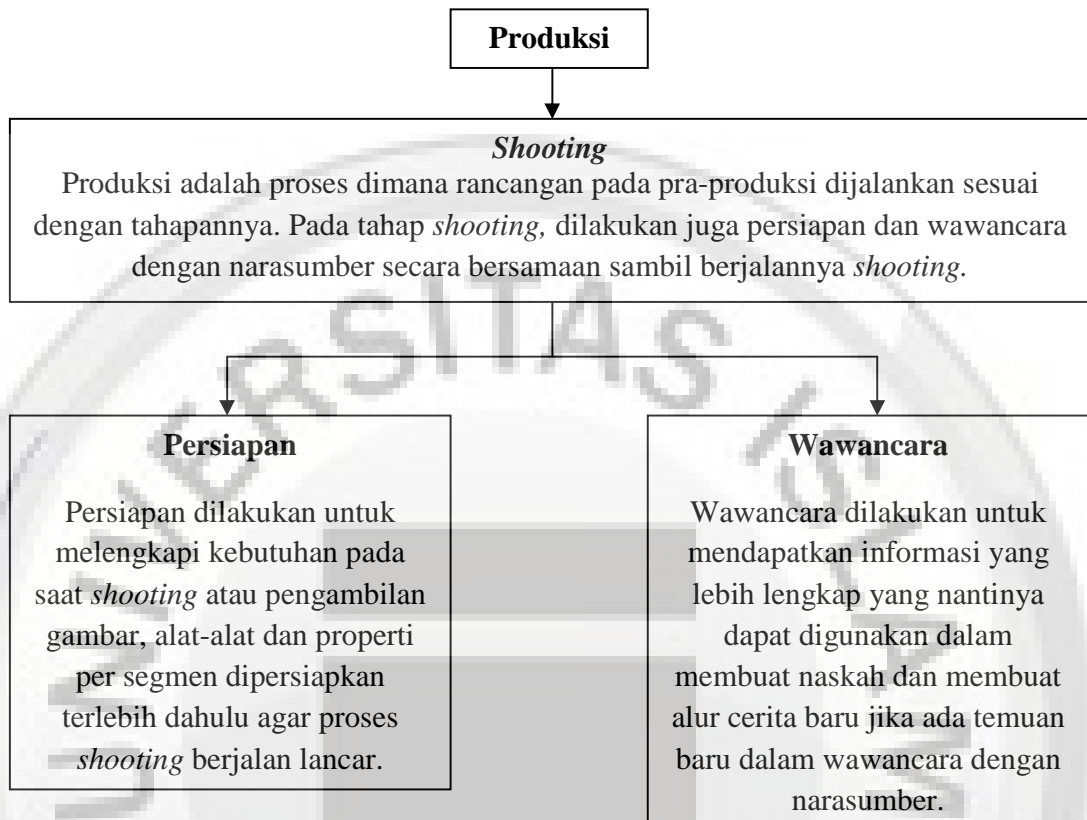 Produksi
Shooting
Produksi adalah proses dimana rancangan pada pra-produksi dijalankan sesuai
dengan tahapannya. Pada tahap shooting, dilakukan juga persiapan dan wawancara
dengan narasumber secara bersamaan sambil berjalannya shooting.
Persiapan
Persiapan dilakukan untuk
melengkapi kebutuhan pada
saat shooting atau pengambilan
gambar, alat-alat dan properti
per segmen dipersiapkan
terlebih dahulu agar proses
shooting berjalan lancar.
Wawancara
Wawancara dilakukan untuk
mendapatkan informasi yang
lebih lengkap yang nantinya
dapat digunakan dalam
membuat naskah dan membuat
alur cerita baru jika ada temuan
baru dalam wawancara dengan
narasumber.
UNIVERSITAS ISLAM